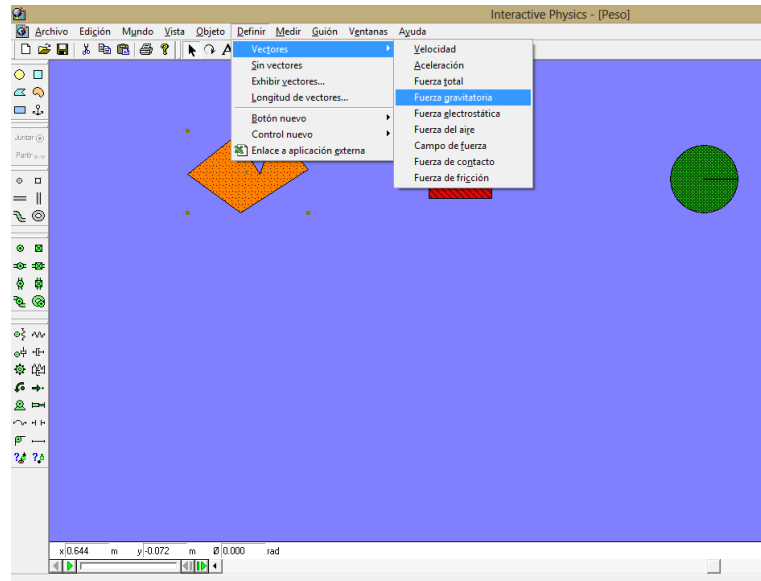 Interactive Physics - [Peso]
Archivo Edición Mundo Vista Objeto Definir Medir Guión Ventanas Ayuda
A
Vectores
Sin vectores
Exhibir vectores...
Longitud de vectores...
Botón nuevo
Control nuevo
Enlace a aplicación externa
Velocidad
Aceleración
Fuerza total
Fuerza gravitatoria
Fuerza electrostática
Fuerza del aire
Campo de fuerza
Fuerza de contacto
Fuerza de fricción
Juntar
Partir
x 0.644 m y -0.072 m Ø 0.000 rad